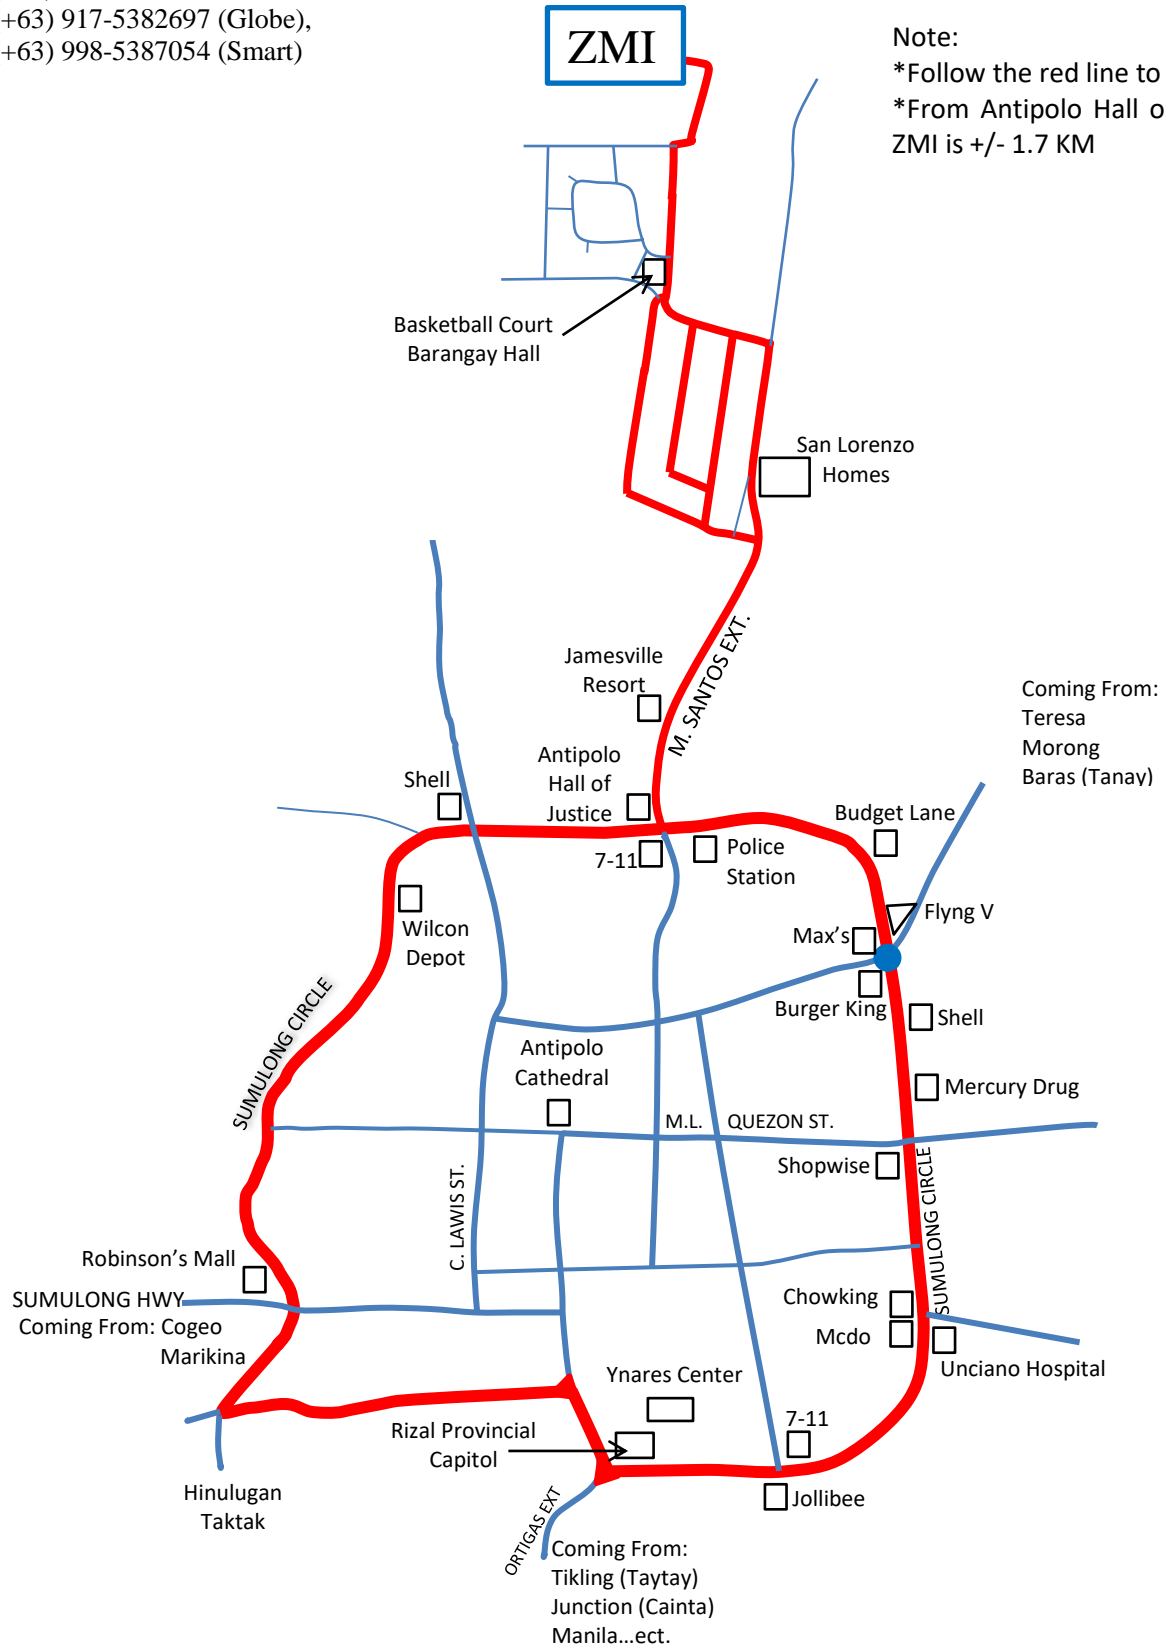 +63) 917-5382697 (Globe),
+63) 998-5387054 (Smart)
ZMI
Note:
*Follow the red line to
*From Antipolo Hall o
ZMI is +/- 1.7 KM
Basketball Court
Barangay Hall
San Lorenzo
Homes
Jamesville
Resort
M. SANTOS EXT.
Coming From:
Teresa
Morong
Baras (Tanay)
Antipolo
Hall of
Justice
Shell
Budget Lane
7-11
Police
Station
Flyng V
Wilcon
Depot
Max's
Burger King
Shell
SUMULONG CIRCLE
Antipolo
Cathedral
Mercury Drug
M.L. QUEZON ST.
Shopwise
C. LAWIS ST.
SUMULONG CIRCLE
Robinson's Mall
SUMULONG HWY
Coming From: Cogeo
Marikina
Chowking
Mcdo
Unciano Hospital
Ynares Center
Rizal Provincial
Capitol
7-11
Hinulugan
Taktak
Jollibee
ORTIGAS EXT
Coming From:
Tikling (Taytay)
Junction (Cainta)
Manila...ect.